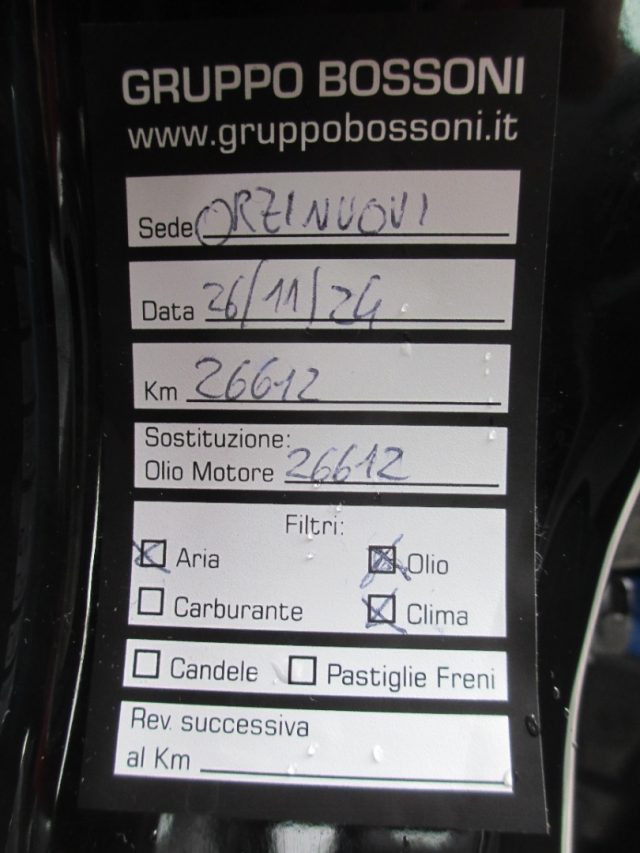 GRUPPO BOSSONI
www.gruppobossoni.it
Sede ORZINUOVI
Data 26/11/24
Km 26612
Sostituzione:
Olio Motore 26612
Filtri:
Aria Olio
Carburante Clima
Candele Pastiglie Freni
Rev. successiva
al Km